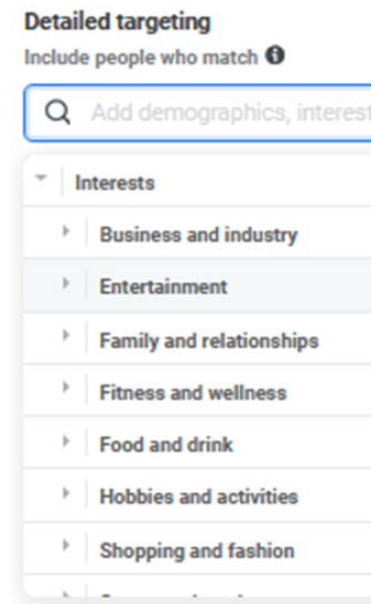 Detailed targeting
Include people who match
Add demographics, interest
Interests
Business and industry
Entertainment
Family and relationships
Fitness and wellness
Food and drink
Hobbies and activities
Shopping and fashion